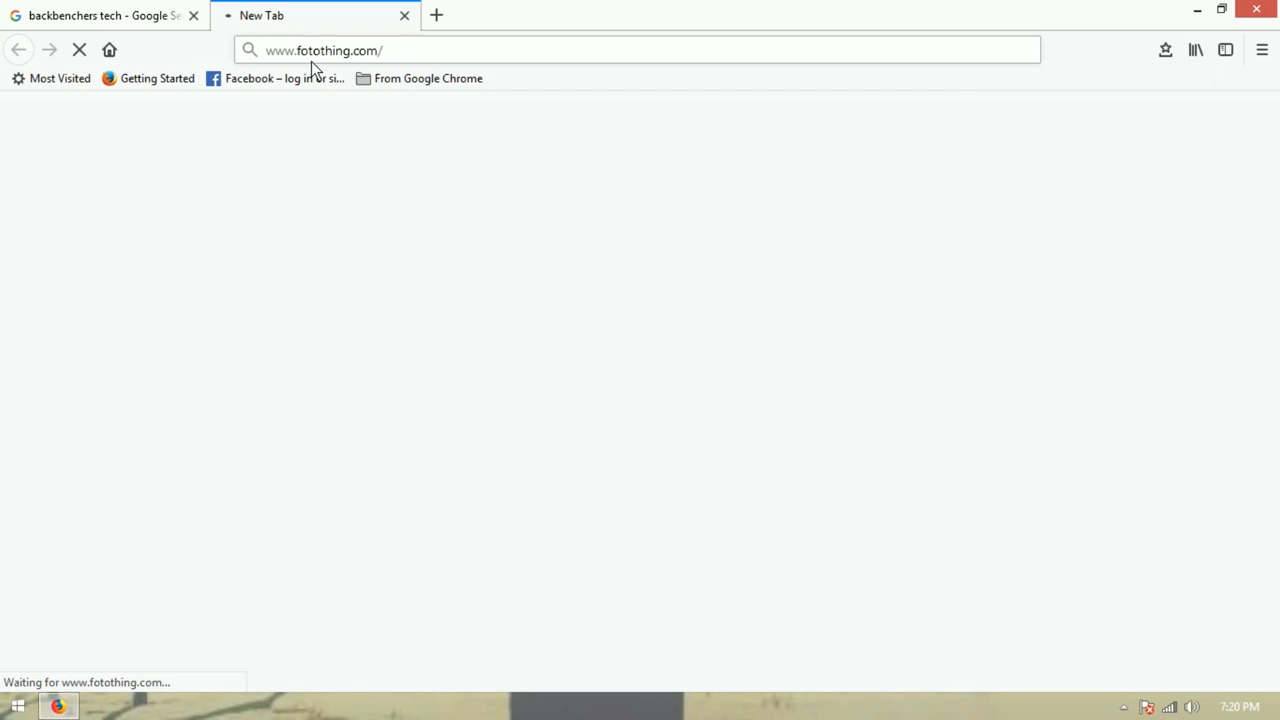 backbenchers tech - Google Se
New Tab
www.fotothing.com/
Most Visited
Getting Started
Facebook – log in or si...
From Google Chrome
Waiting for www.fotothing.com...
7:20 PM